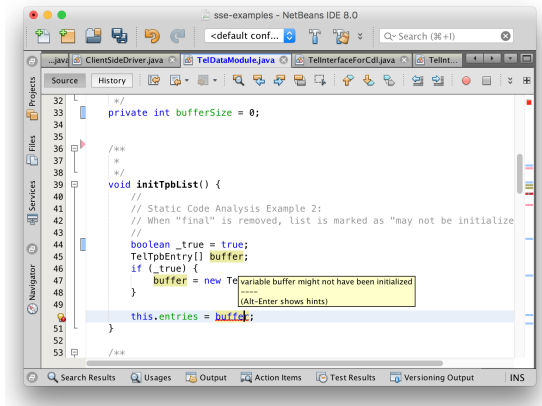 sse-examples - NetBeans IDE 8.0
<default conf...
Search (⌘+I)
...java
ClientSideDriver.java
TelDataModule.java
TelInterfaceForCdl.java
TelInt...
Source
History
Projects
Files
Services
Navigator
32 */
33 private int bufferSize = 0;
34
35
36 /**
37 *
38 */
39 void initTpbList() {
40 //
41 // Static Code Analysis Example 2:
42 // When "final" is removed, list is marked as "may not be initialize
43 //
44 boolean _true = true;
45 TelTpbEntry[] buffer;
46 if (_true) {
47 buffer = new Te
variable buffer might not have been initialized
----
(Alt-Enter shows hints)
48 }
49
this.entries = buffer;
51 }
52
53 /**
Search Results
Usages
Output
Action Items
Test Results
Versioning Output
INS